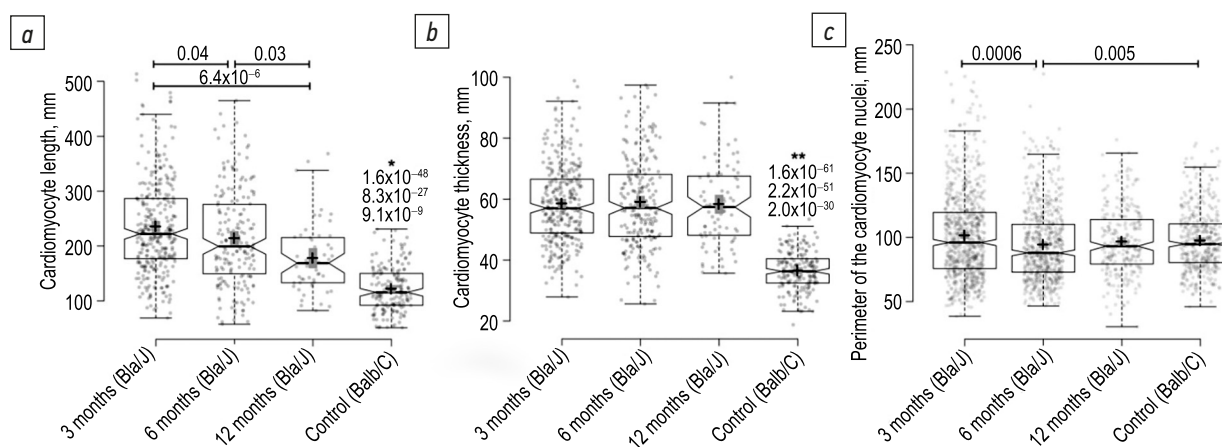 a
0.04
0.03
6.4x10⁻⁶
Cardiomyocyte length, mm
500
400
300
200
100
*
1.6x10⁻⁴⁸
8.3x10⁻²⁷
9.1x10⁻⁹
3 months (Bla/J)
6 months (Bla/J)
12 months (Bla/J)
Control (Balb/C)
b
Cardiomyocyte thickness, mm
100
80
60
40
20
**
1.6x10⁻⁶¹
2.2x10⁻⁵¹
2.0x10⁻³⁰
3 months (Bla/J)
6 months (Bla/J)
12 months (Bla/J)
Control (Balb/C)
c
0.0006
0.005
Perimeter of the cardiomyocyte nuclei, mm
250
200
150
100
50
3 months (Bla/J)
6 months (Bla/J)
12 months (Bla/J)
Control (Balb/C)